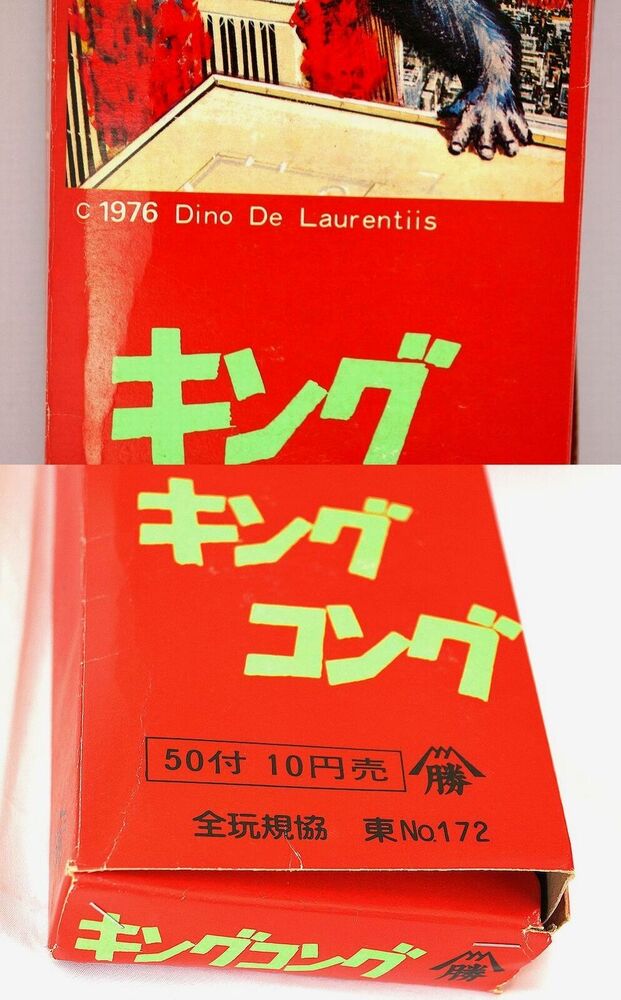 C 1976 Dino De Laurentiis
キング
キング
コング
50付 10円売
勝
全玩規協 東No.172
キングコング
勝